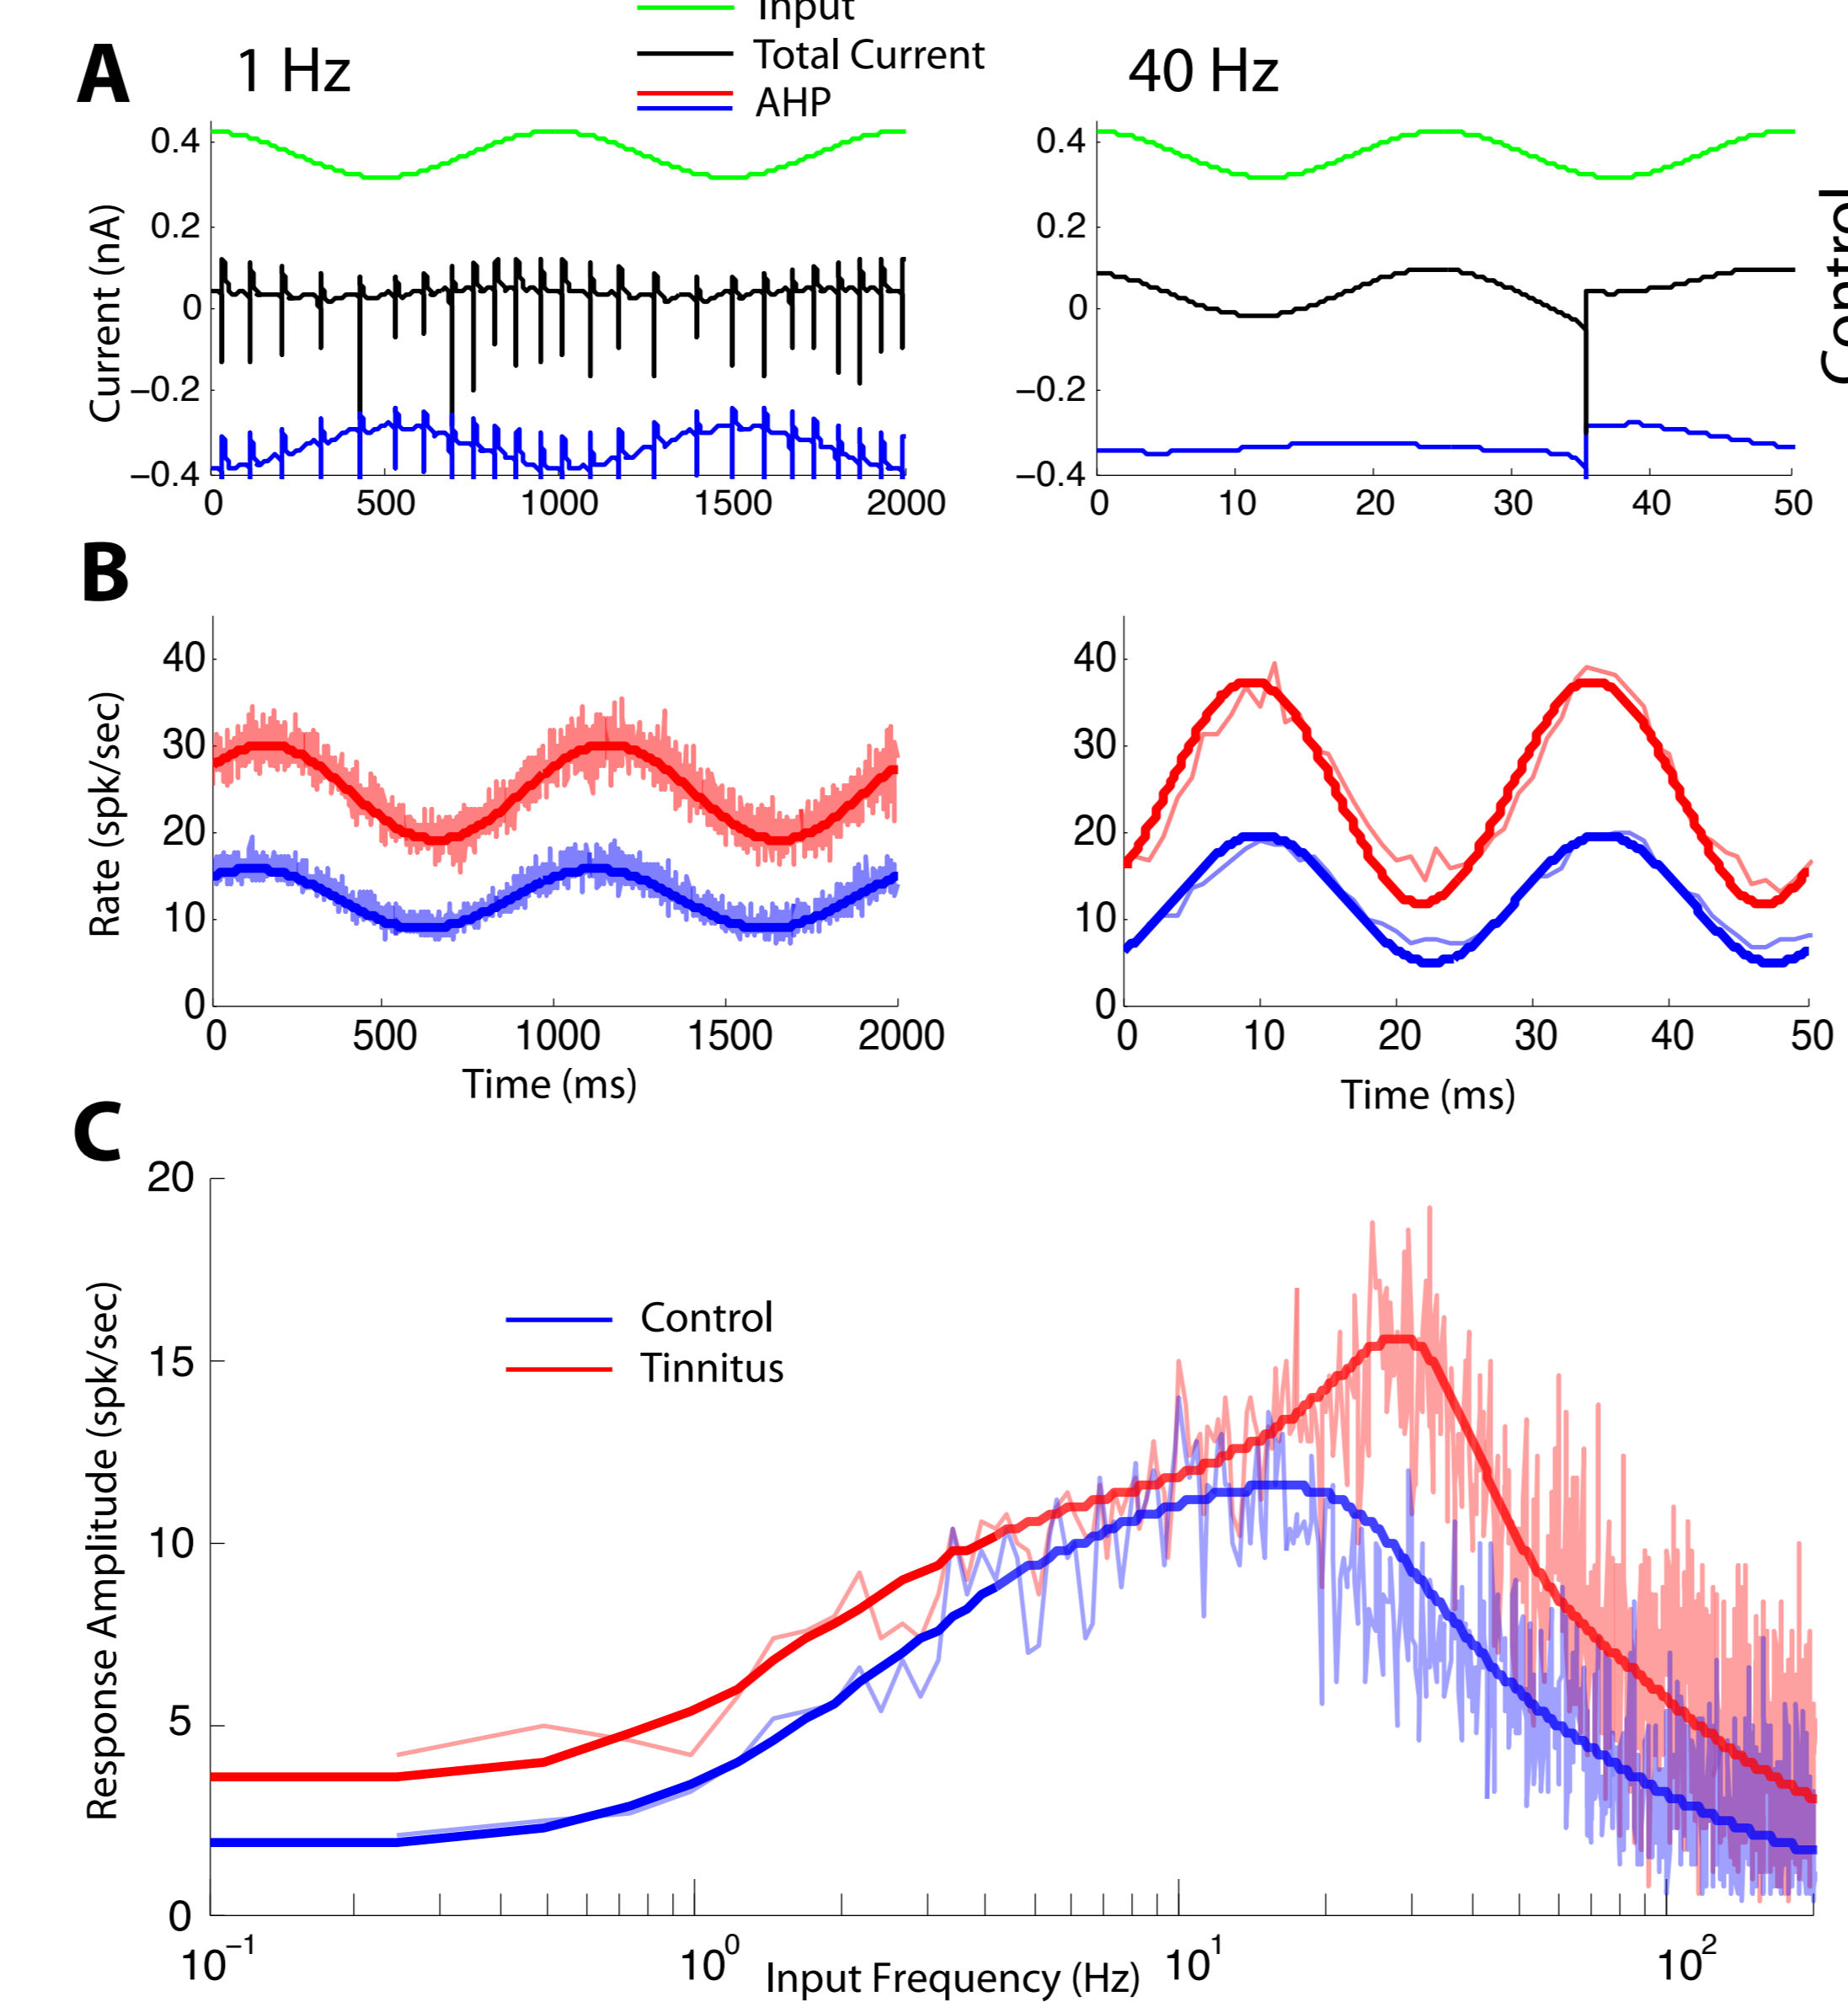 Input
A
1 Hz
Total Current
40 Hz
AHP
0.4
0.2
0
−0.2
−0.4
Current (nA)
0 500 1000 1500 2000
0.4
0.2
0
−0.2
−0.4
0 10 20 30 40 50
Control
B
40
30
20
10
0
Rate (spk/sec)
0 500 1000 1500 2000
Time (ms)
40
30
20
10
0
0 10 20 30 40 50
Time (ms)
C
20
15
10
5
0
Response Amplitude (spk/sec)
Control
Tinnitus
10−1 100 101 102
Input Frequency (Hz)